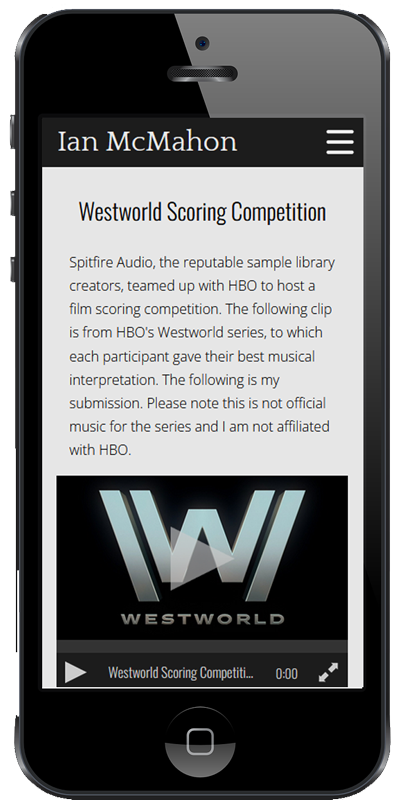 Ian McMahon
Westworld Scoring Competition
Spitfire Audio, the reputable sample library
creators, teamed up with HBO to host a
film scoring competition. The following clip
is from HBO's Westworld series, to which
each participant gave their best musical
interpretation. The following is my
submission. Please note this is not official
music for the series and I am not affiliated
with HBO.
W
WESTWORLD
Westworld Scoring Competiti... 0:00